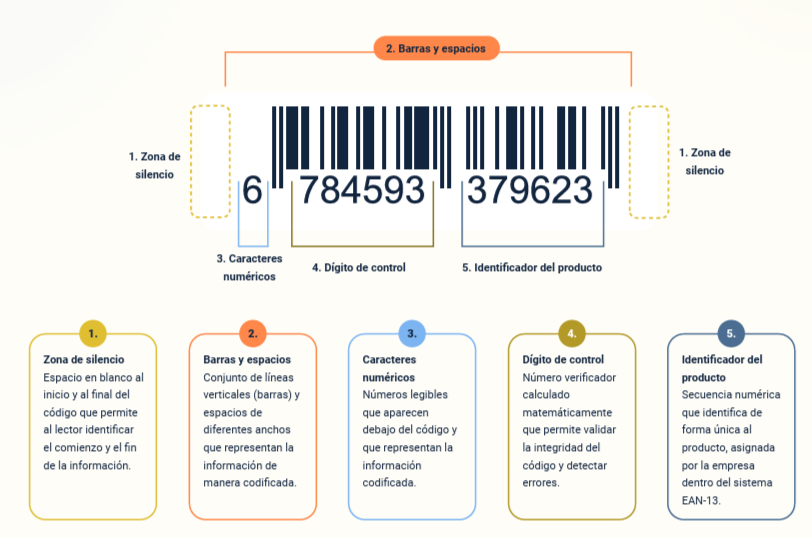 2. Barras y espacios
1. Zona de
silencio
1. Zona de
silencio
6 784593 379623
3. Caracteres
numéricos
4. Dígito de control
5. Identificador del producto
1.
Zona de silencio
Espacio en blanco al
inicio y al final del
código que permite
al lector identificar
el comienzo y el fin
de la información.
2.
Barras y espacios
Conjunto de líneas
verticales (barras) y
espacios de
diferentes anchos
que representan la
información de
manera codificada.
3.
Caracteres
numéricos
Números legibles
que aparecen
debajo del código y
que representan la
información
codificada.
4.
Dígito de control
Número verificador
calculado
matemáticamente
que permite validar
la integridad del
código y detectar
errores.
5.
Identificador del
producto
Secuencia numérica
que identifica de
forma única al
producto, asignada
por la empresa
dentro del sistema
EAN-13.